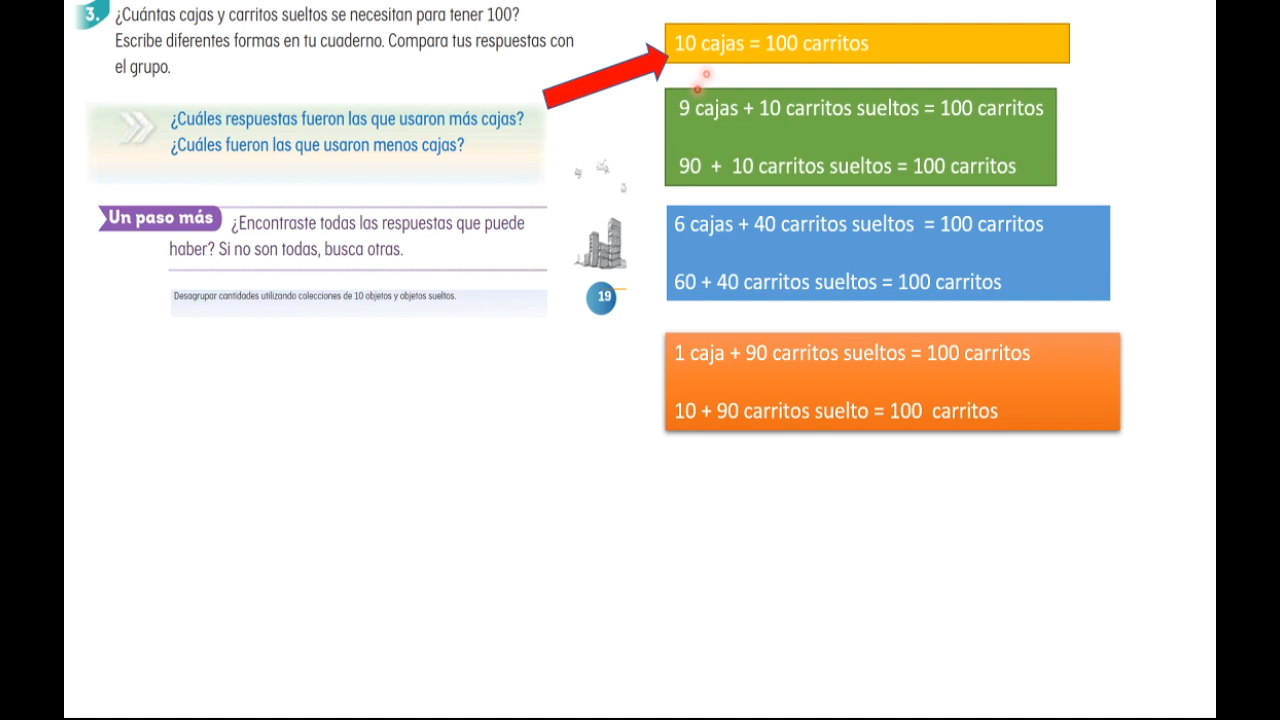 3. ¿Cuántas cajas y carritos sueltos se necesitan para tener 100?
Escribe diferentes formas en tu cuaderno. Compara tus respuestas con
el grupo.
¿Cuáles respuestas fueron las que usaron más cajas?
¿Cuáles fueron las que usaron menos cajas?
Un paso más ¿Encontraste todas las respuestas que puede
haber? Si no son todas, busca otras.
Desagrupar cantidades utilizando colecciones de 10 objetos y objetos sueltos.
19
10 cajas = 100 carritos
9 cajas + 10 carritos sueltos = 100 carritos
90 + 10 carritos sueltos = 100 carritos
6 cajas + 40 carritos sueltos = 100 carritos
60 + 40 carritos sueltos = 100 carritos
1 caja + 90 carritos sueltos = 100 carritos
10 + 90 carritos suelto = 100 carritos